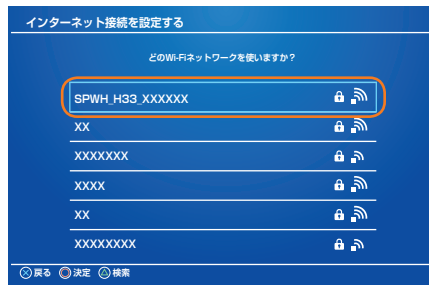 インターネット接続を設定する
どのWi-Fiネットワークを使いますか？
SPWH_H33_XXXXXX
XX
XXXXXXX
XXXX
XX
XXXXXXXX
戻る 決定 検索